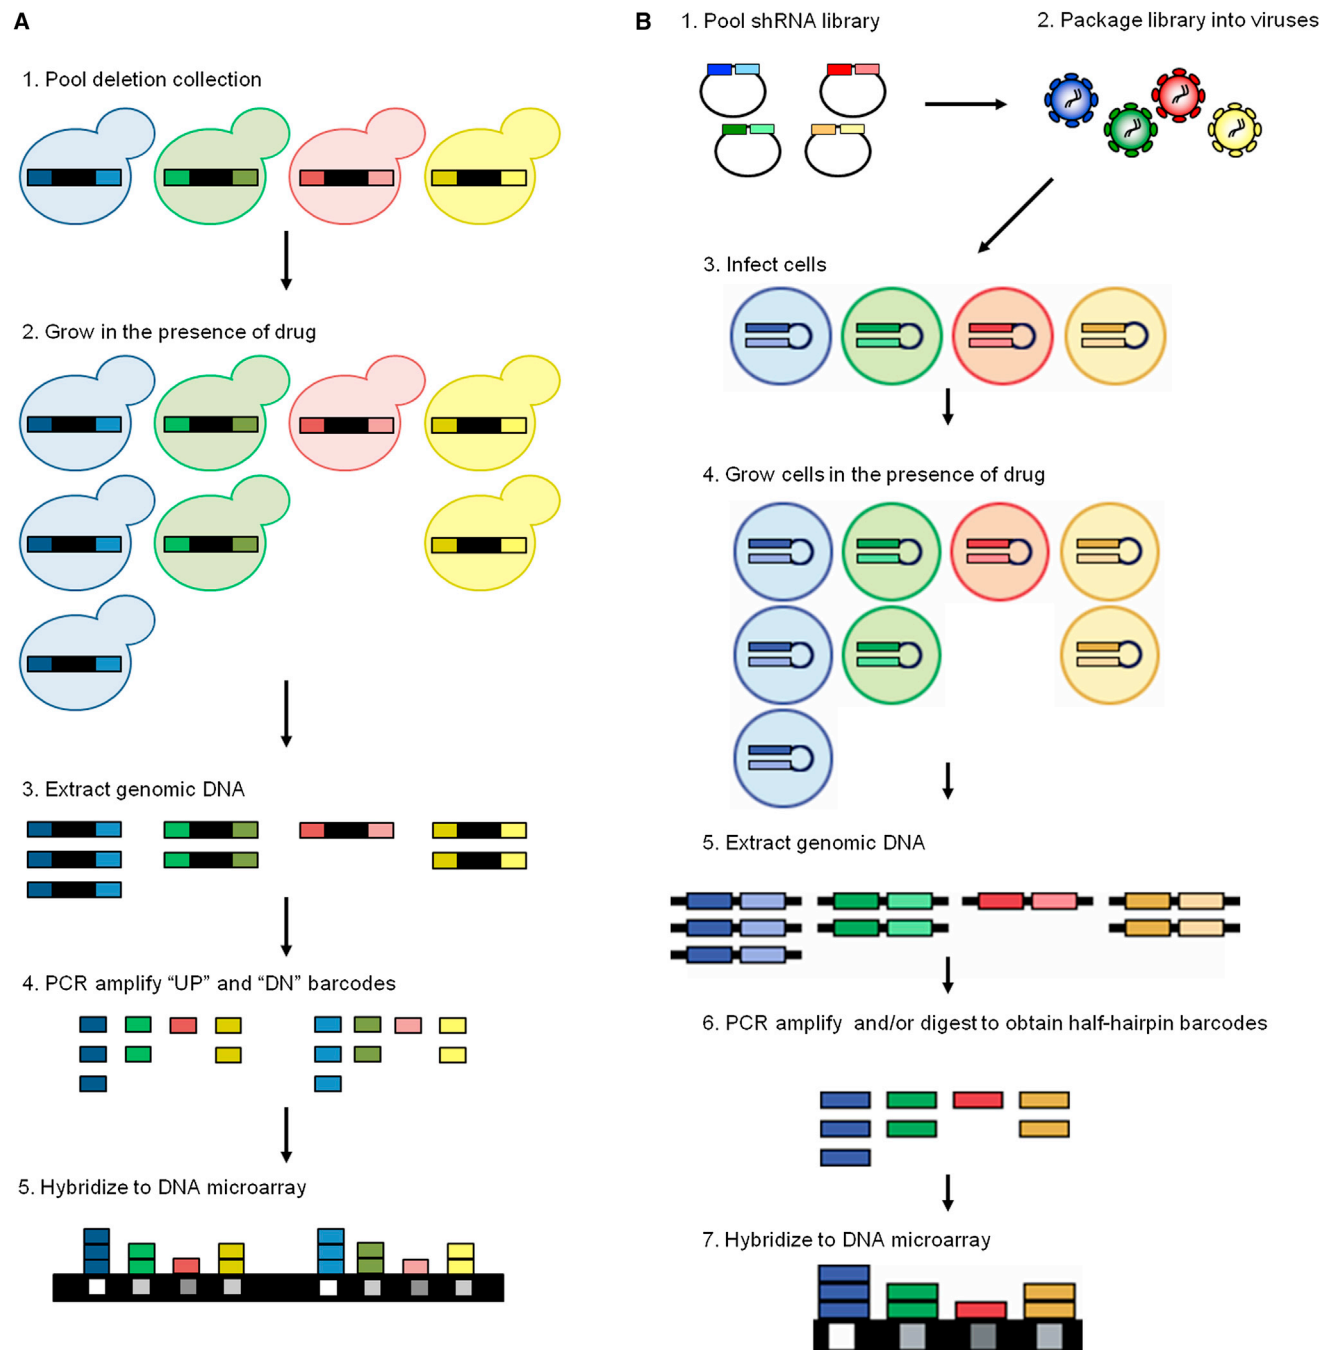 A
1. Pool deletion collection
2. Grow in the presence of drug
3. Extract genomic DNA
4. PCR amplify “UP” and “DN” barcodes
5. Hybridize to DNA microarray
B
1. Pool shRNA library
2. Package library into viruses
3. Infect cells
4. Grow cells in the presence of drug
5. Extract genomic DNA
6. PCR amplify and/or digest to obtain half-hairpin barcodes
7. Hybridize to DNA microarray